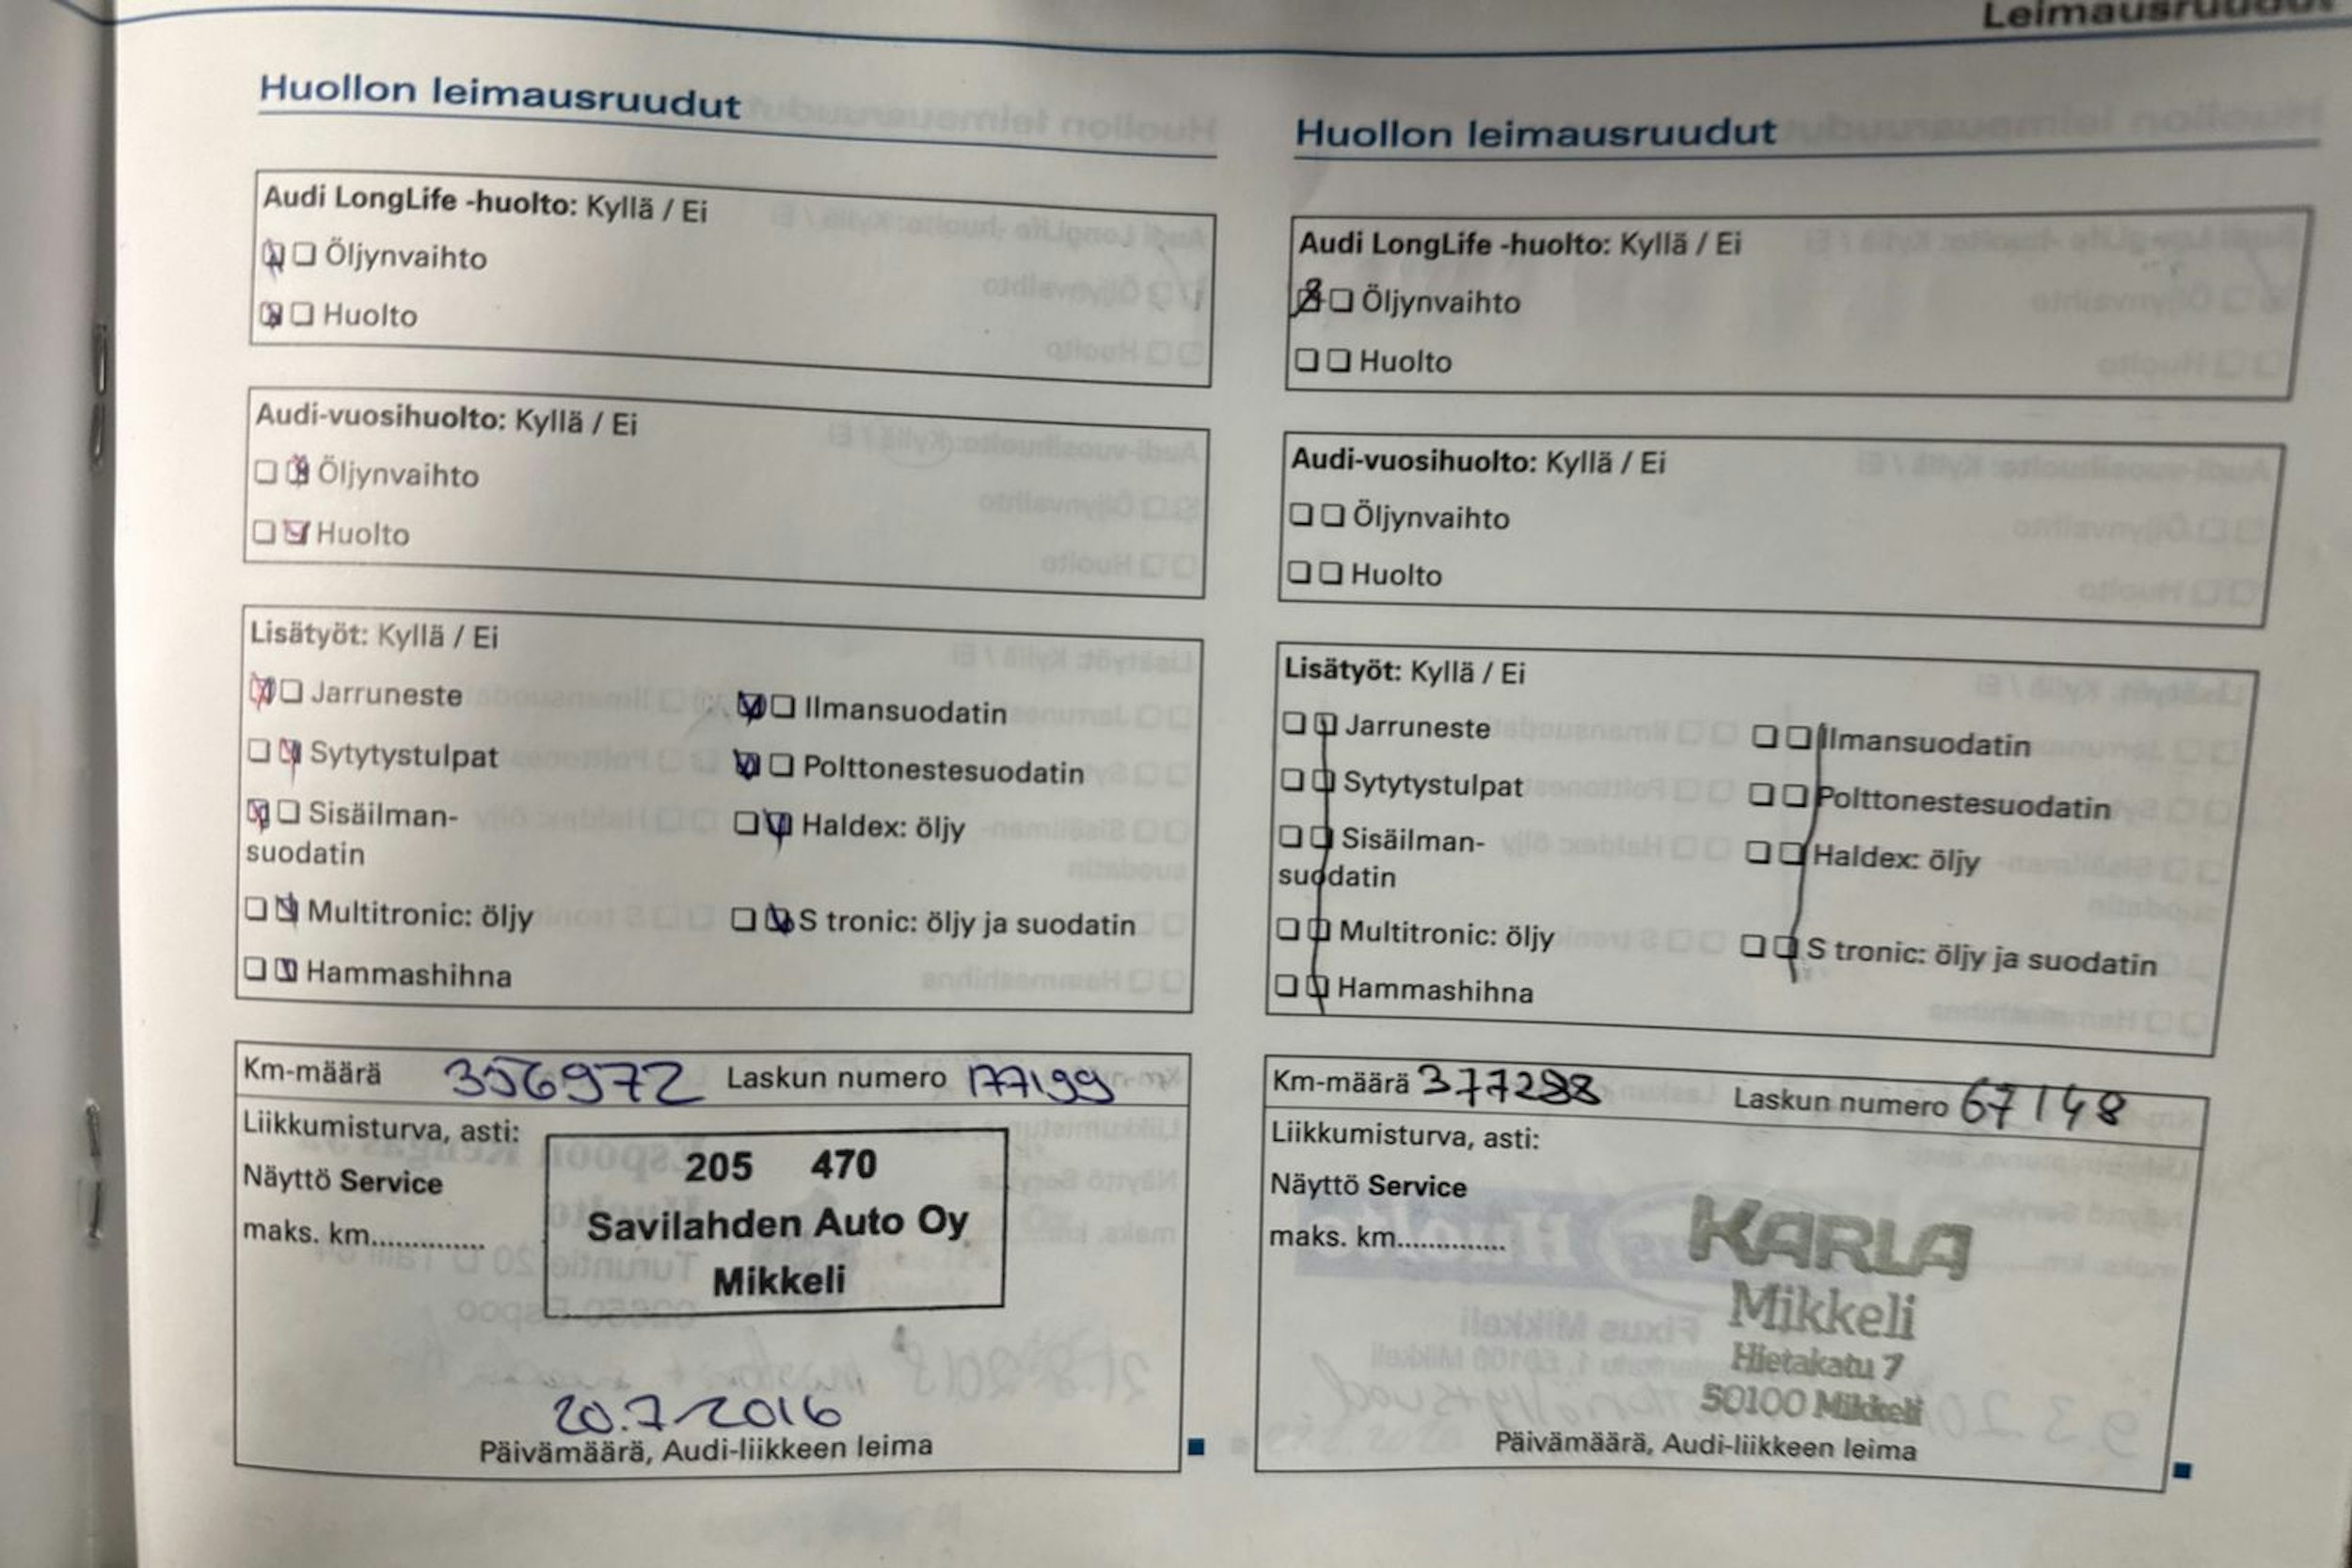 Leimausruudut
Huollon leimausruudut
Audi LongLife -huolto: Kyllä / Ei
Öljynvaihto
Huolto
Audi-vuosihuolto: Kyllä / Ei
Öljynvaihto
Huolto
Lisätyöt: Kyllä / Ei
Jarruneste
Ilmansuodatin
Sytytystulpat
Polttonestesuodatin
Sisäilman-
suodatin
Haldex: öljy
Multitronic: öljy
S tronic: öljy ja suodatin
Hammashihna
Km-määrä 356972 Laskun numero 177199
Liikkumisturva, asti:
Näyttö Service
maks. km..............
205 470
Savilahden Auto Oy
Mikkeli
20.7.2016
Päivämäärä, Audi-liikkeen leima
Huollon leimausruudut
Audi LongLife -huolto: Kyllä / Ei
Öljynvaihto
Huolto
Audi-vuosihuolto: Kyllä / Ei
Öljynvaihto
Huolto
Lisätyöt: Kyllä / Ei
Jarruneste
Ilmansuodatin
Sytytystulpat
Polttonestesuodatin
Sisäilman-
suodatin
Haldex: öljy
Multitronic: öljy
S tronic: öljy ja suodatin
Hammashihna
Km-määrä Laskun numero 67148
Liikkumisturva, asti:
Näyttö Service
maks. km..............
KARLA
Mikkeli
Hietakatu 7
50100 Mikkeli
Päivämäärä, Audi-liikkeen leima